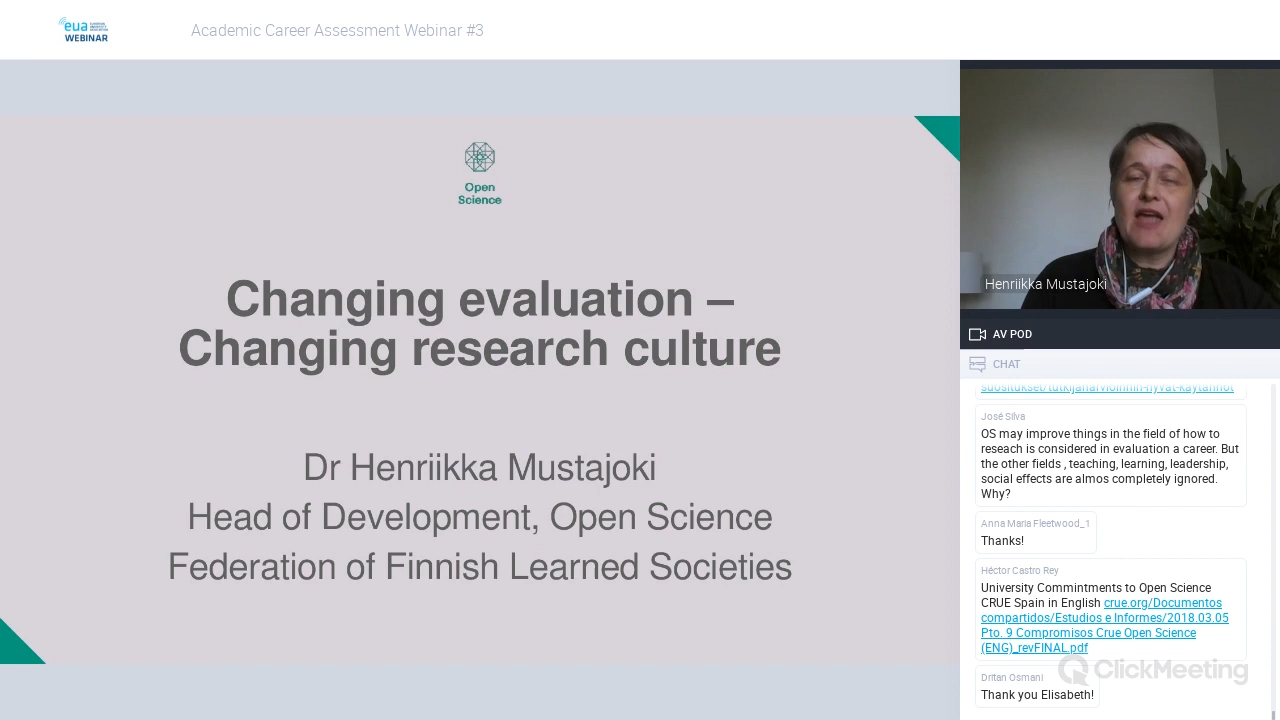 eua
WEBINAR
Academic Career Assessment Webinar #3
Open
Science
Changing evaluation –
Changing research culture
Dr Henriikka Mustajoki
Head of Development, Open Science
Federation of Finnish Learned Societies
Henriikka Mustajoki
AV POD
CHAT
suositukset/tutkijanarvioinnin-hyvat-kaytannot
José Silva
OS may improve things in the field of how to
reseach is considered in evaluation a career. But
the other fields , teaching, learning, leadership,
social effects are almos completely ignored.
Why?
Anna Maria Fleetwood_1
Thanks!
Héctor Castro Rey
University Commintments to Open Science
CRUE Spain in English crue.org/Documentos
compartidos/Estudios e Informes/2018.03.05
Pto. 9 Compromisos Crue Open Science
(ENG)_revFINAL.pdf
ClickMeeting
Dritan Osmani
Thank you Elisabeth!